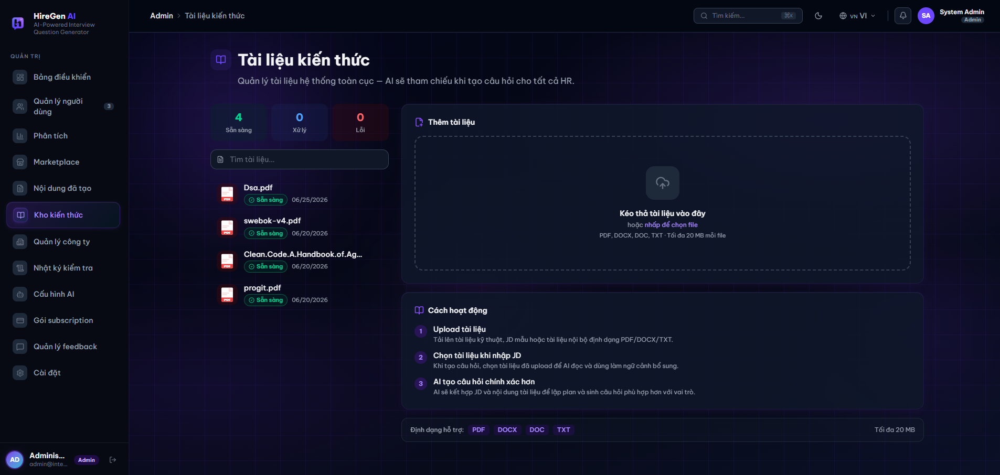 HireGen AI
AI-Powered Interview
Question Generator
QUẢN TRỊ
Bảng điều khiển
Quản lý người
dùng
3
Phân tích
Marketplace
Nội dung đã tạo
Kho kiến thức
Quản lý công ty
Nhật ký kiểm tra
Cấu hình AI
Gói subscription
Quản lý feedback
Cài đặt
AD
Adminis...
admin@inte...
Admin
Admin > Tài liệu kiến thức
Tìm kiếm...
⌘K
VN VI
SA
System Admin
Admin
Tài liệu kiến thức
Quản lý tài liệu hệ thống toàn cục — AI sẽ tham chiếu khi tạo câu hỏi cho tất cả HR.
4
Sẵn sàng
0
Xử lý
0
Lỗi
Tìm tài liệu...
PDF
Dsa.pdf
Sẵn sàng 06/25/2026
PDF
swebok-v4.pdf
Sẵn sàng 06/20/2026
PDF
Clean.Code.A.Handbook.of.Ag...
Sẵn sàng 06/20/2026
PDF
progit.pdf
Sẵn sàng 06/20/2026
Thêm tài liệu
Kéo thả tài liệu vào đây
hoặc nhấp để chọn file
PDF, DOCX, DOC, TXT · Tối đa 20 MB mỗi file
Cách hoạt động
1
Upload tài liệu
Tải lên tài liệu kỹ thuật, JD mẫu hoặc tài liệu nội bộ định dạng PDF/DOCX/TXT.
2
Chọn tài liệu khi nhập JD
Khi tạo câu hỏi, chọn tài liệu đã upload để AI đọc và dùng làm ngữ cảnh bổ sung.
3
AI tạo câu hỏi chính xác hơn
AI sẽ kết hợp JD và nội dung tài liệu để lập plan và sinh câu hỏi phù hợp hơn với vai trò.
Định dạng hỗ trợ: PDF DOCX DOC TXT
Tối đa 20 MB